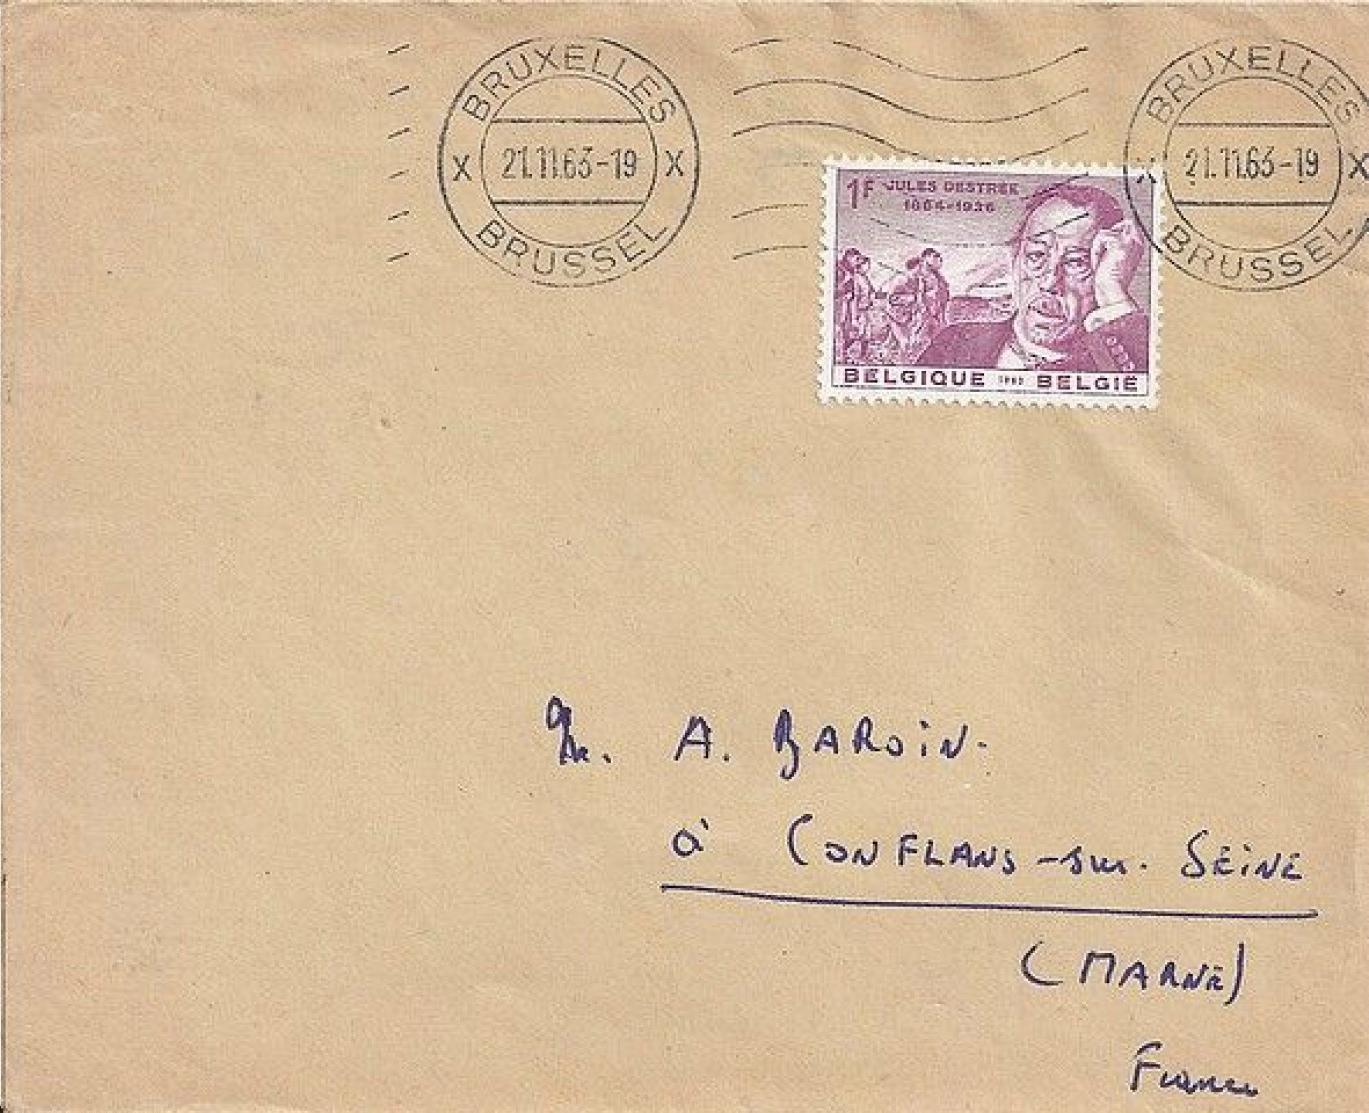 BRUXELLES
X 21.11.63-19 X
BRUSSEL
BRUXELLES
X 21.11.63-19 X
BRUSSEL
1F JULES DESTRÉE
1864-1936
BELGIQUE 1963 BELGIË
M. A. BAROIN.
à CONFLANS-sur-SEINE
(MARNE)
France